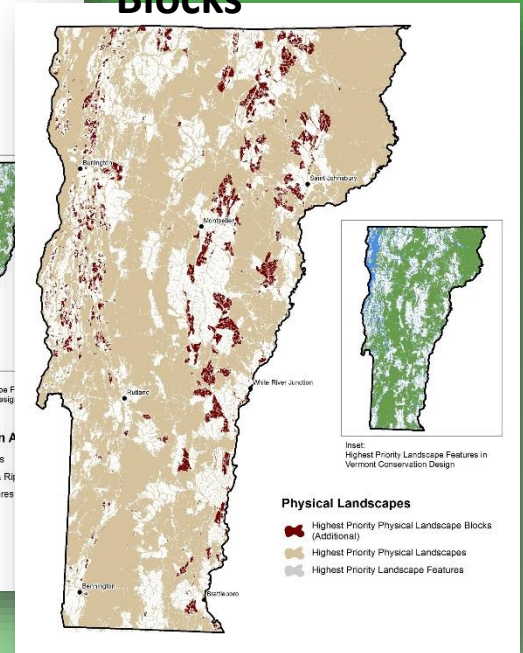 Blocks
Burlington
Saint Johnsbury
Montpelier
White River Junction
Rutland
Bennington
Brattleboro
Inset:
Highest Priority Landscape Features in
Vermont Conservation Design
Physical Landscapes
Highest Priority Physical Landscape Blocks
(Additional)
Highest Priority Physical Landscapes
Highest Priority Landscape Features